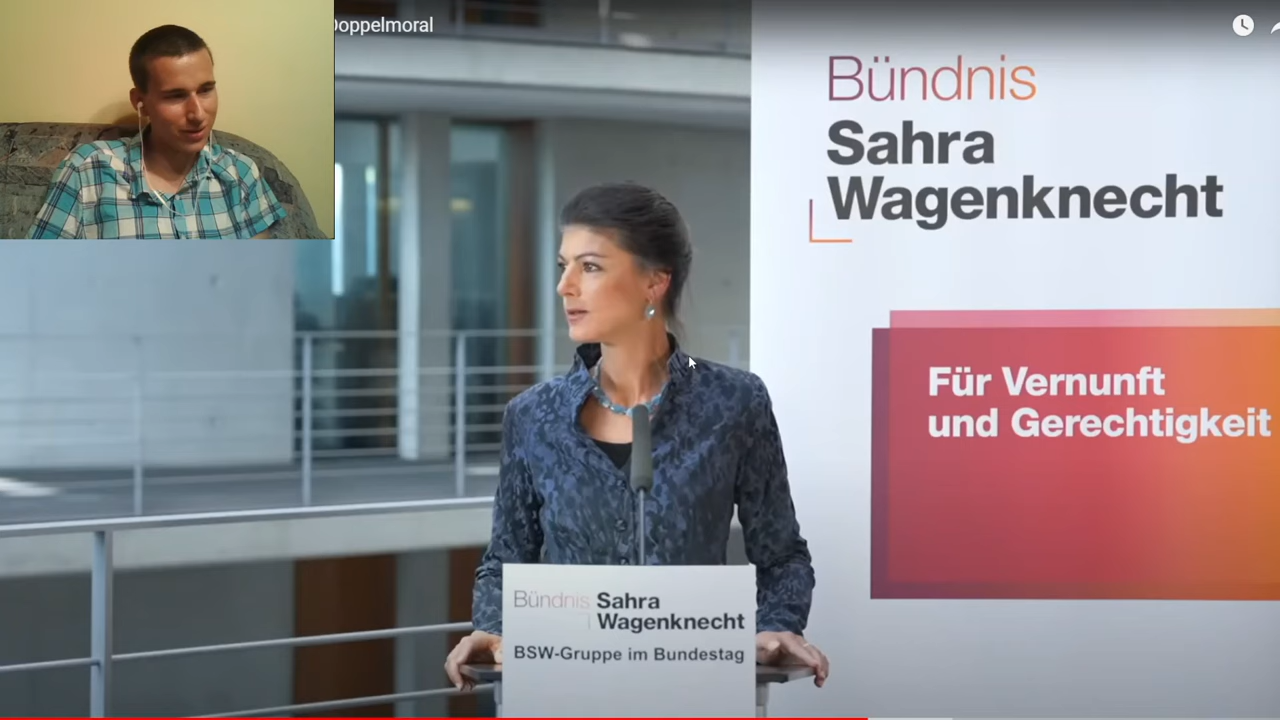 Doppelmoral
Bündnis
Sahra
Wagenknecht
Für Vernunft
und Gerechtigkeit
Bündnis Sahra
Wagenknecht
BSW-Gruppe im Bundestag